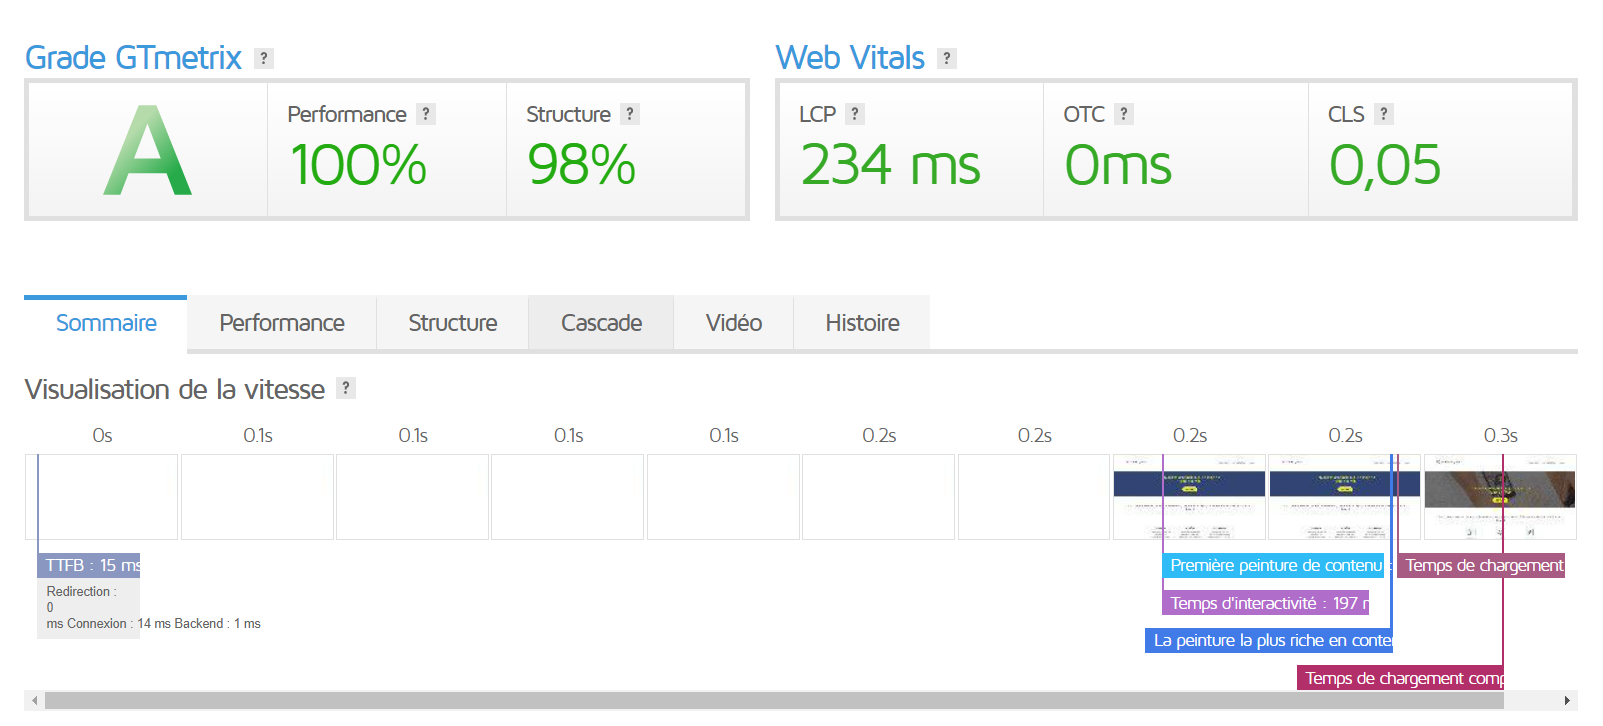 Grade GTmetrix ?
Web Vitals ?
A
Performance ?
100%
Structure ?
98%
LCP ?
234 ms
OTC ?
0ms
CLS ?
0,05
Sommaire Performance Structure Cascade Vidéo Histoire
Visualisation de la vitesse ?
0s 0.1s 0.1s 0.1s 0.1s 0.2s 0.2s 0.2s 0.2s 0.3s
TTFB : 15 ms
Redirection :
0
ms Connexion : 14 ms Backend : 1 ms
Première peinture de contenu :
Temps de chargement
Temps d'interactivité : 197
La peinture la plus riche en
Temps de chargement